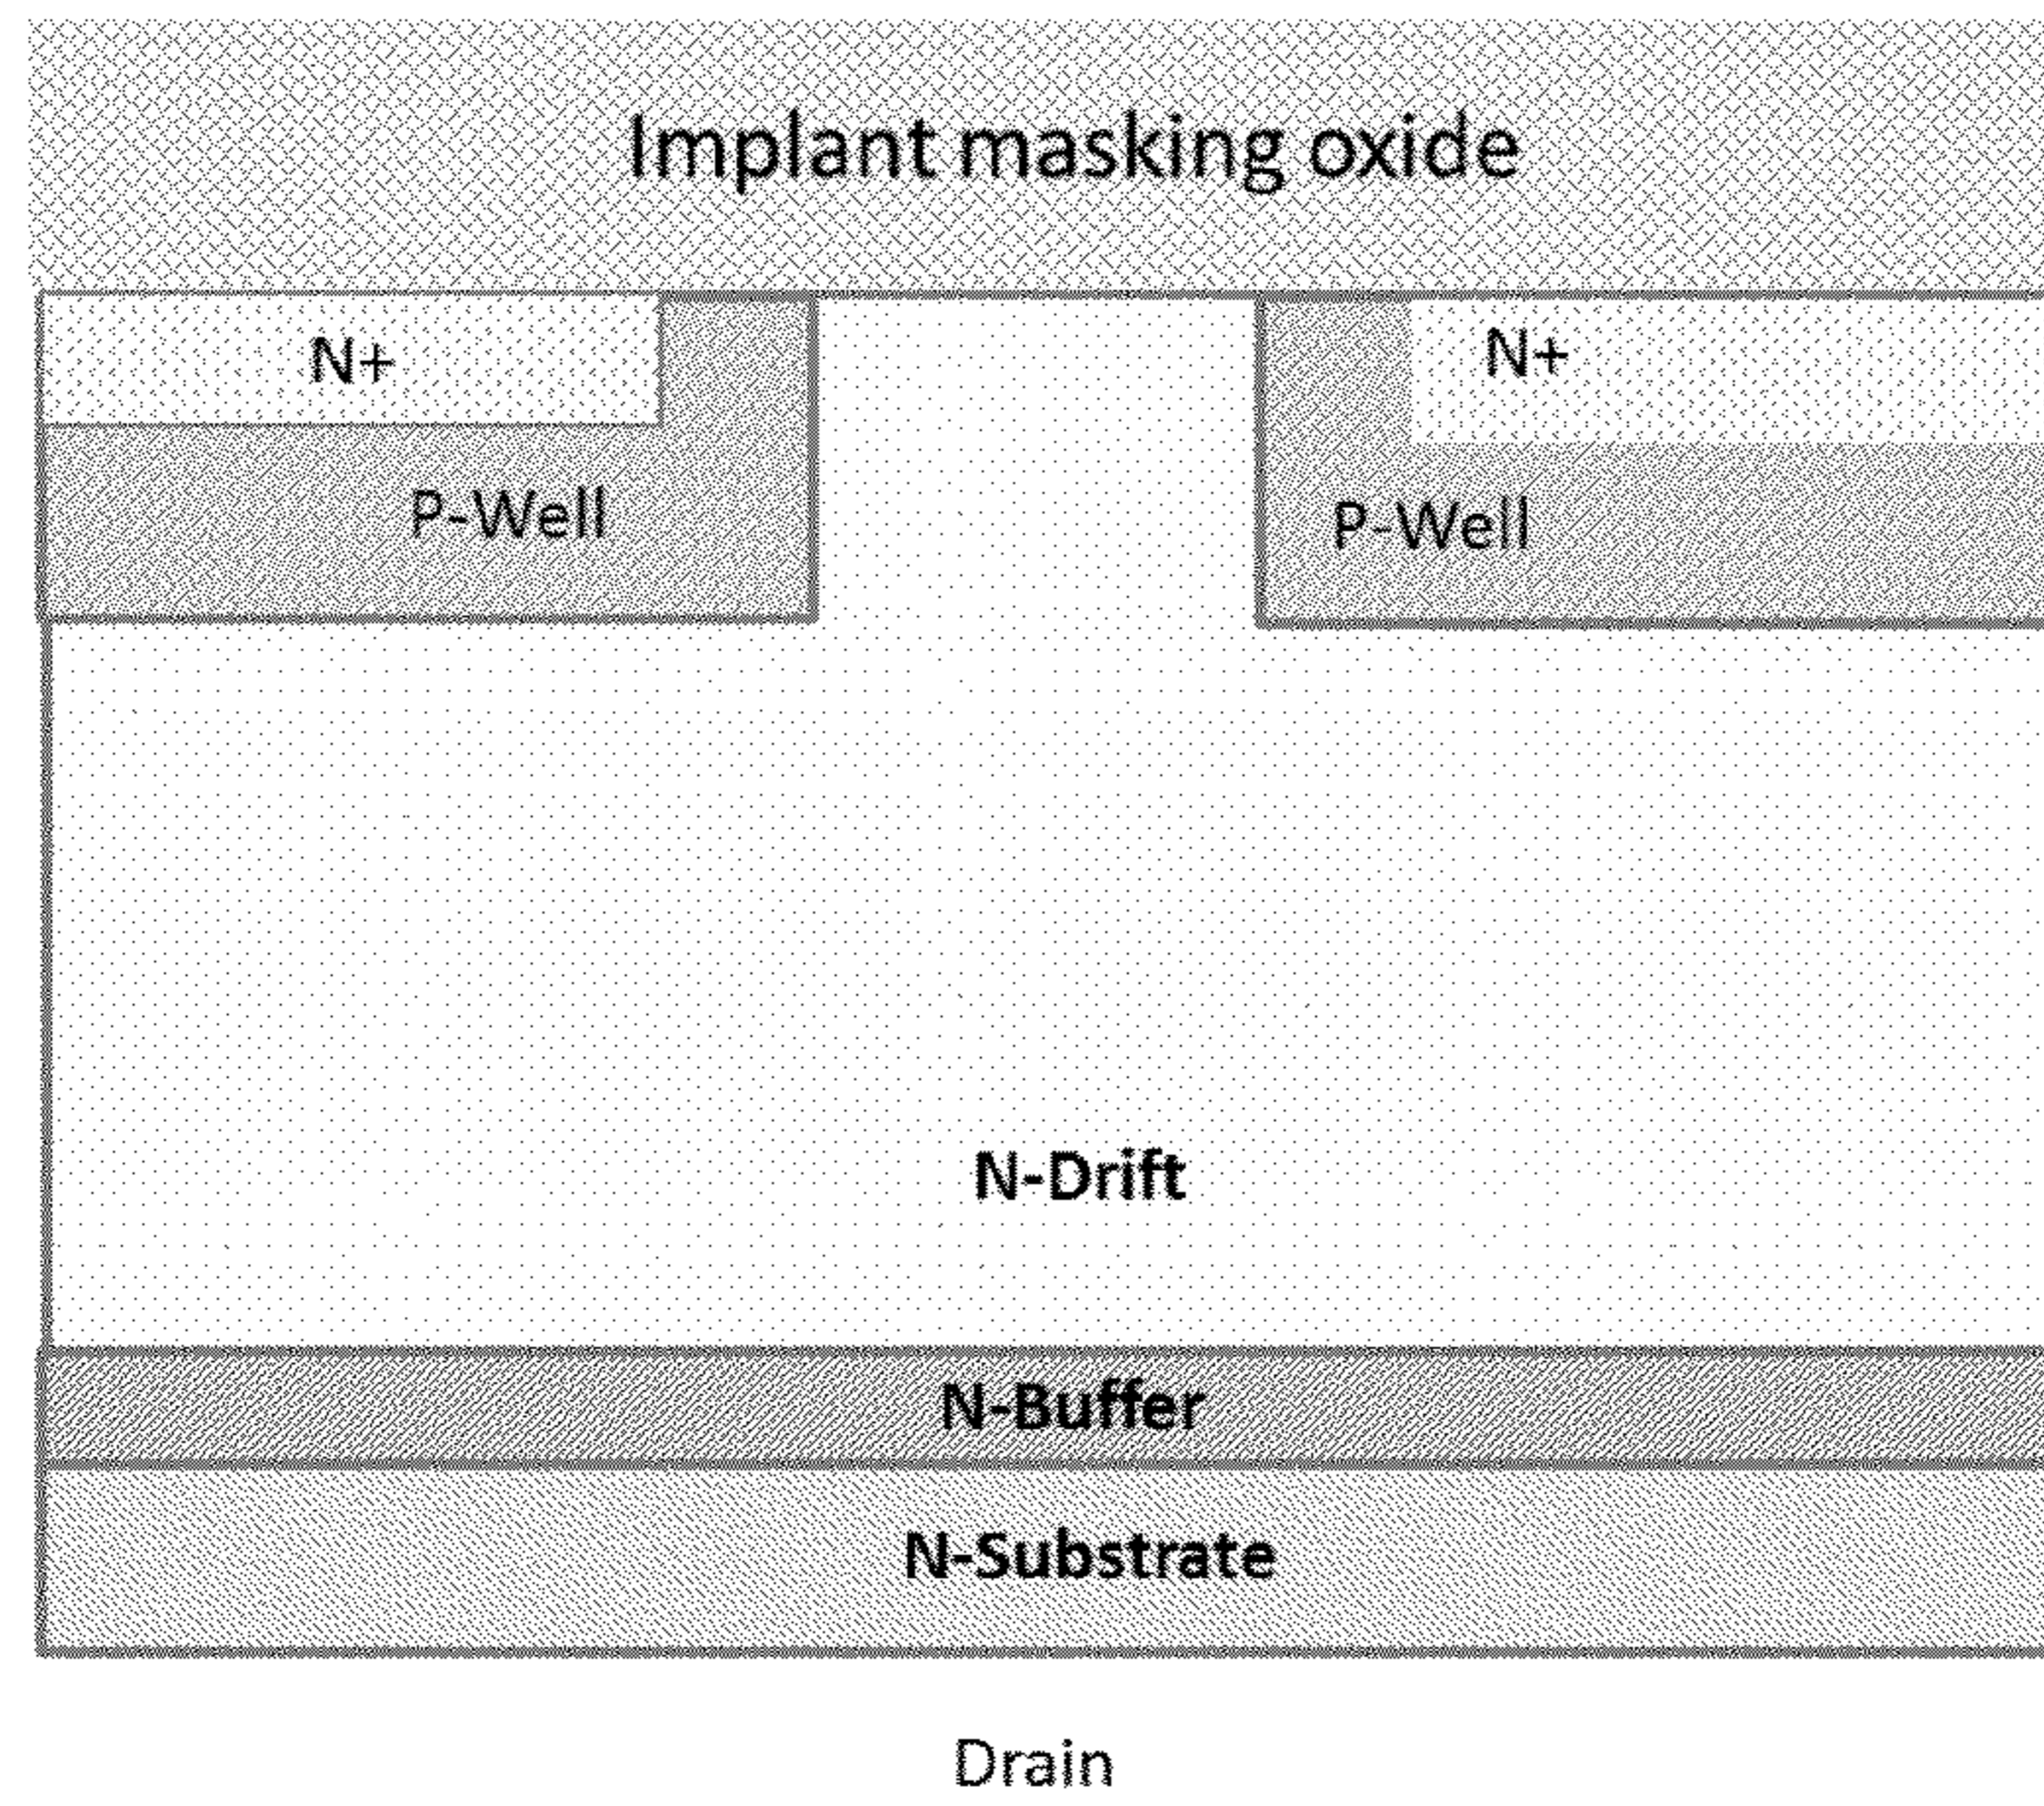 Implant masking oxide
N+
N+
P-Well
P-Well
N-Drift
N-Buffer
N-Substrate
Drain